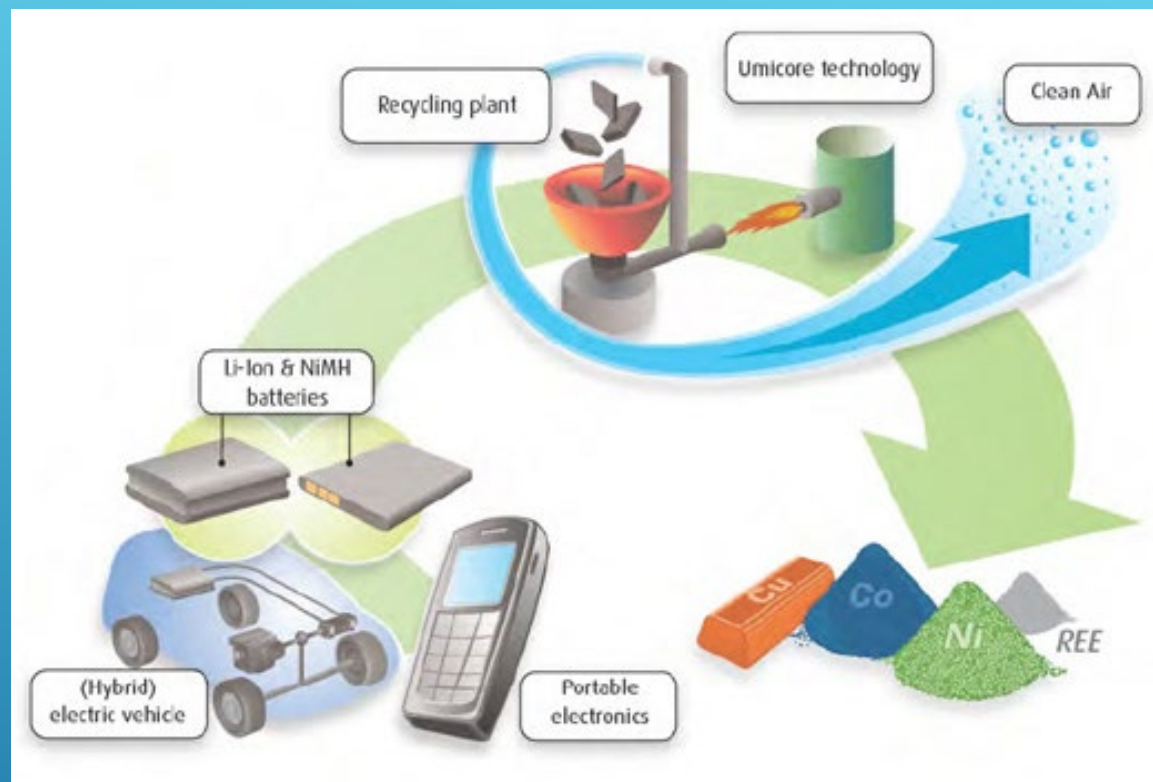 Recycling plant
Umicore technology
Clean Air
Li-Ion & NiMH
batteries
(Hybrid)
electric vehicle
Portable
electronics
Cu
Co
Ni
REE